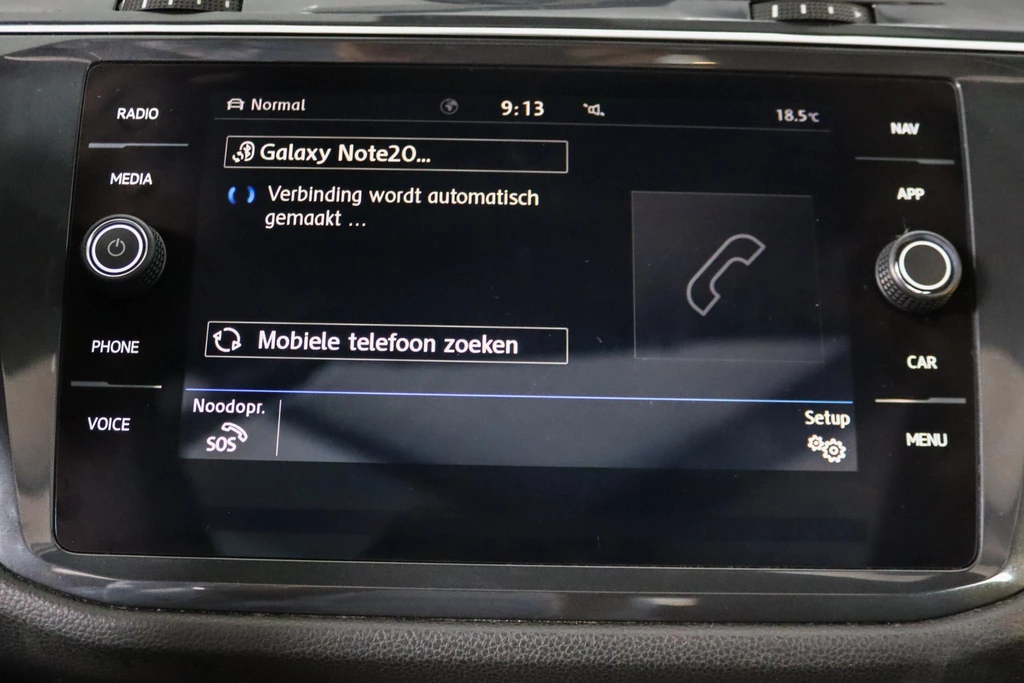 RADIO
MEDIA
PHONE
VOICE
Normal
9:13
18.5°C
Galaxy Note20...
Verbinding wordt automatisch
gemaakt ...
Mobiele telefoon zoeken
Noodopr.
SOS
Setup
NAV
APP
CAR
MENU